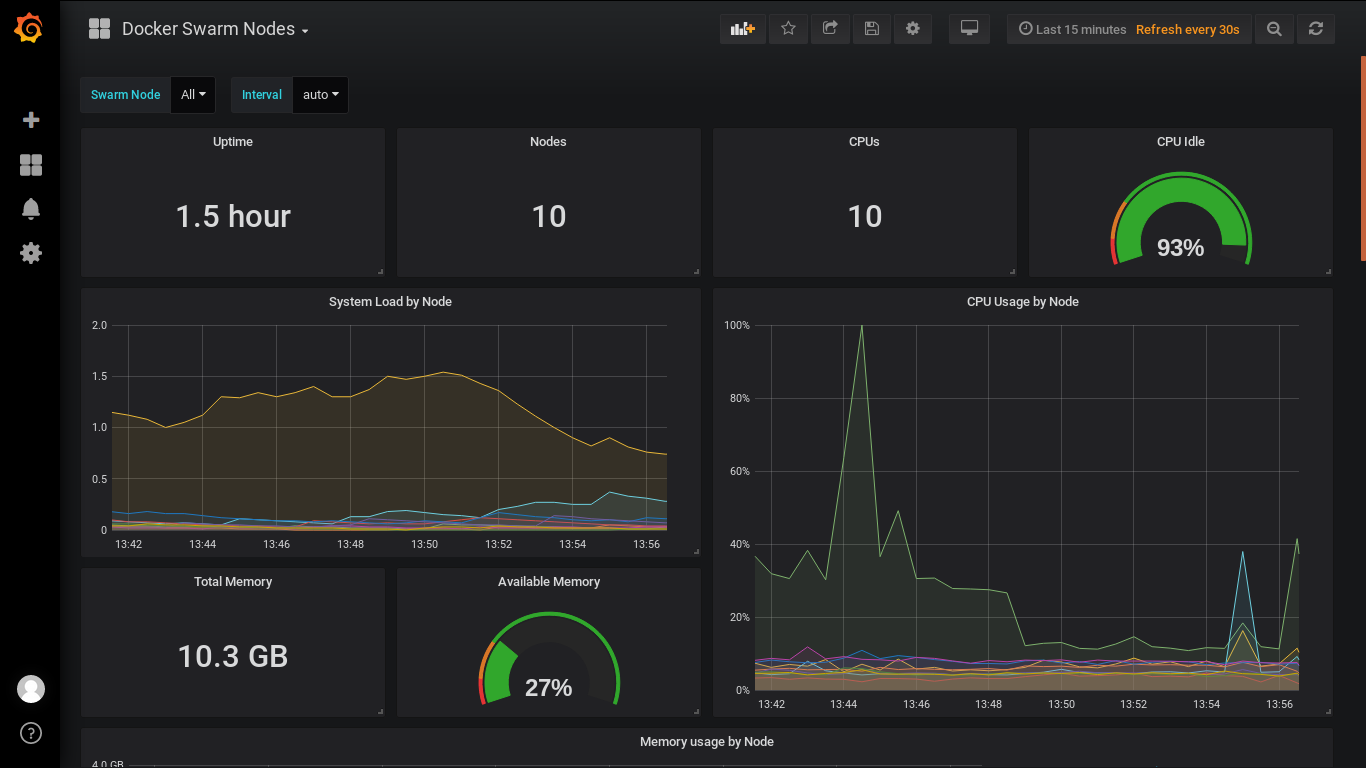 Docker Swarm Nodes
Last 15 minutes Refresh every 30s
Swarm Node All Interval auto
Uptime
1.5 hour
Nodes
10
CPUs
10
CPU Idle
93%
System Load by Node
2.0
1.5
1.0
0.5
0
13:42 13:44 13:46 13:48 13:50 13:52 13:54 13:56
CPU Usage by Node
100%
80%
60%
40%
20%
0%
13:42 13:44 13:46 13:48 13:50 13:52 13:54 13:56
Total Memory
10.3 GB
Available Memory
27%
Memory usage by Node
4.0 GB